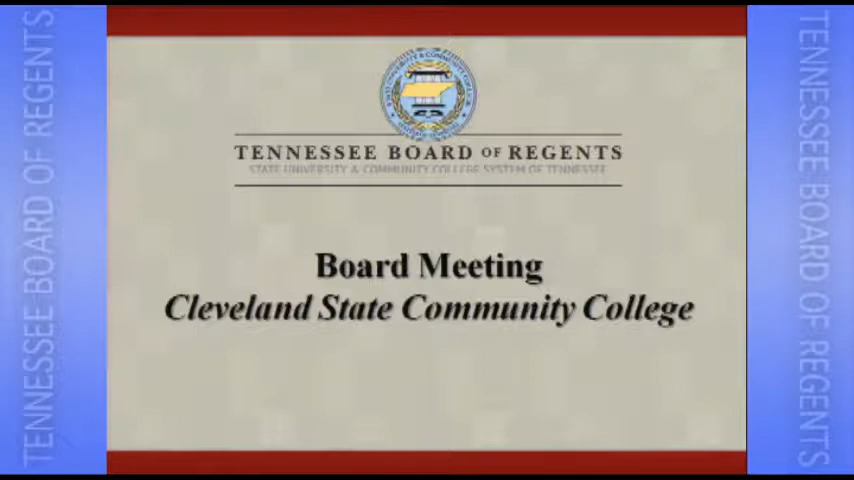 TENNESSEE BOARD OF REGENTS
TENNESSEE BOARD OF REGENTS
STATE UNIVERSITY & COMMUNITY COLLEGE SYSTEM OF TENNESSEE
Board Meeting
Cleveland State Community College
TENNESSEE BOARD OF REGENTS